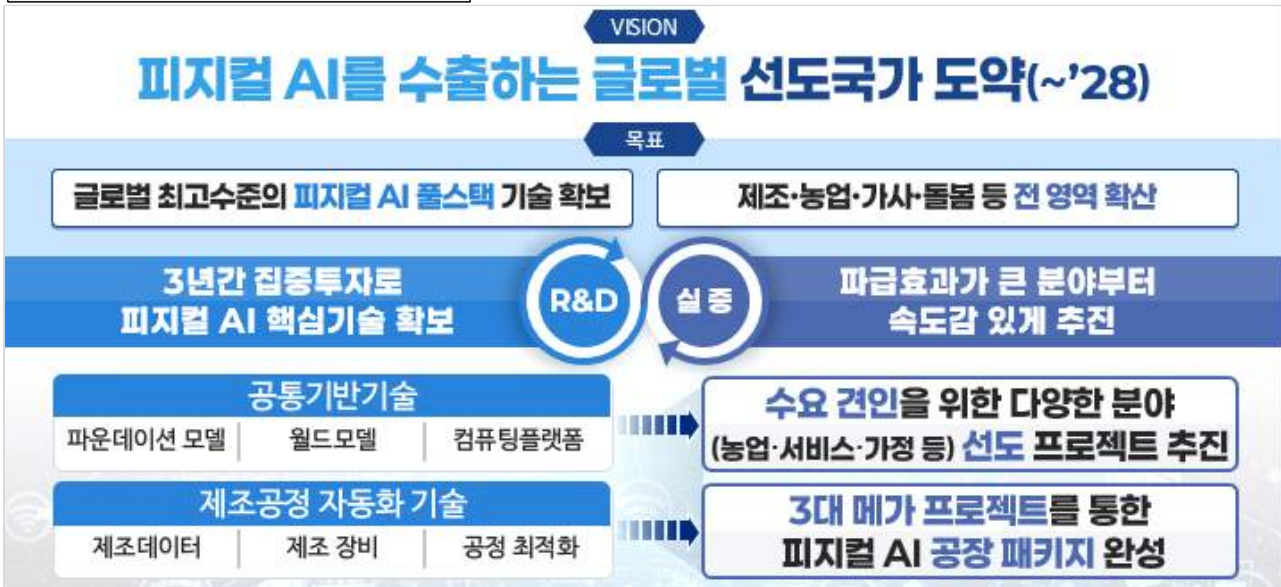 VISION
피지컬 AI를 수출하는 글로벌 선도국가 도약(~'28)
목표
글로벌 최고수준의 피지컬 AI 풀스택 기술 확보
제조·농업·가사·돌봄 등 전 영역 확산
3년간 집중투자로
피지컬 AI 핵심기술 확보
R&D
실증
파급효과가 큰 분야부터
속도감 있게 추진
공통기반기술
파운데이션 모델
월드모델
컴퓨팅플랫폼
수요 견인을 위한 다양한 분야
(농업·서비스·가정 등) 선도 프로젝트 추진
제조공정 자동화 기술
제조데이터
제조 장비
공정 최적화
3대 메가 프로젝트를 통한
피지컬 AI 공장 패키지 완성